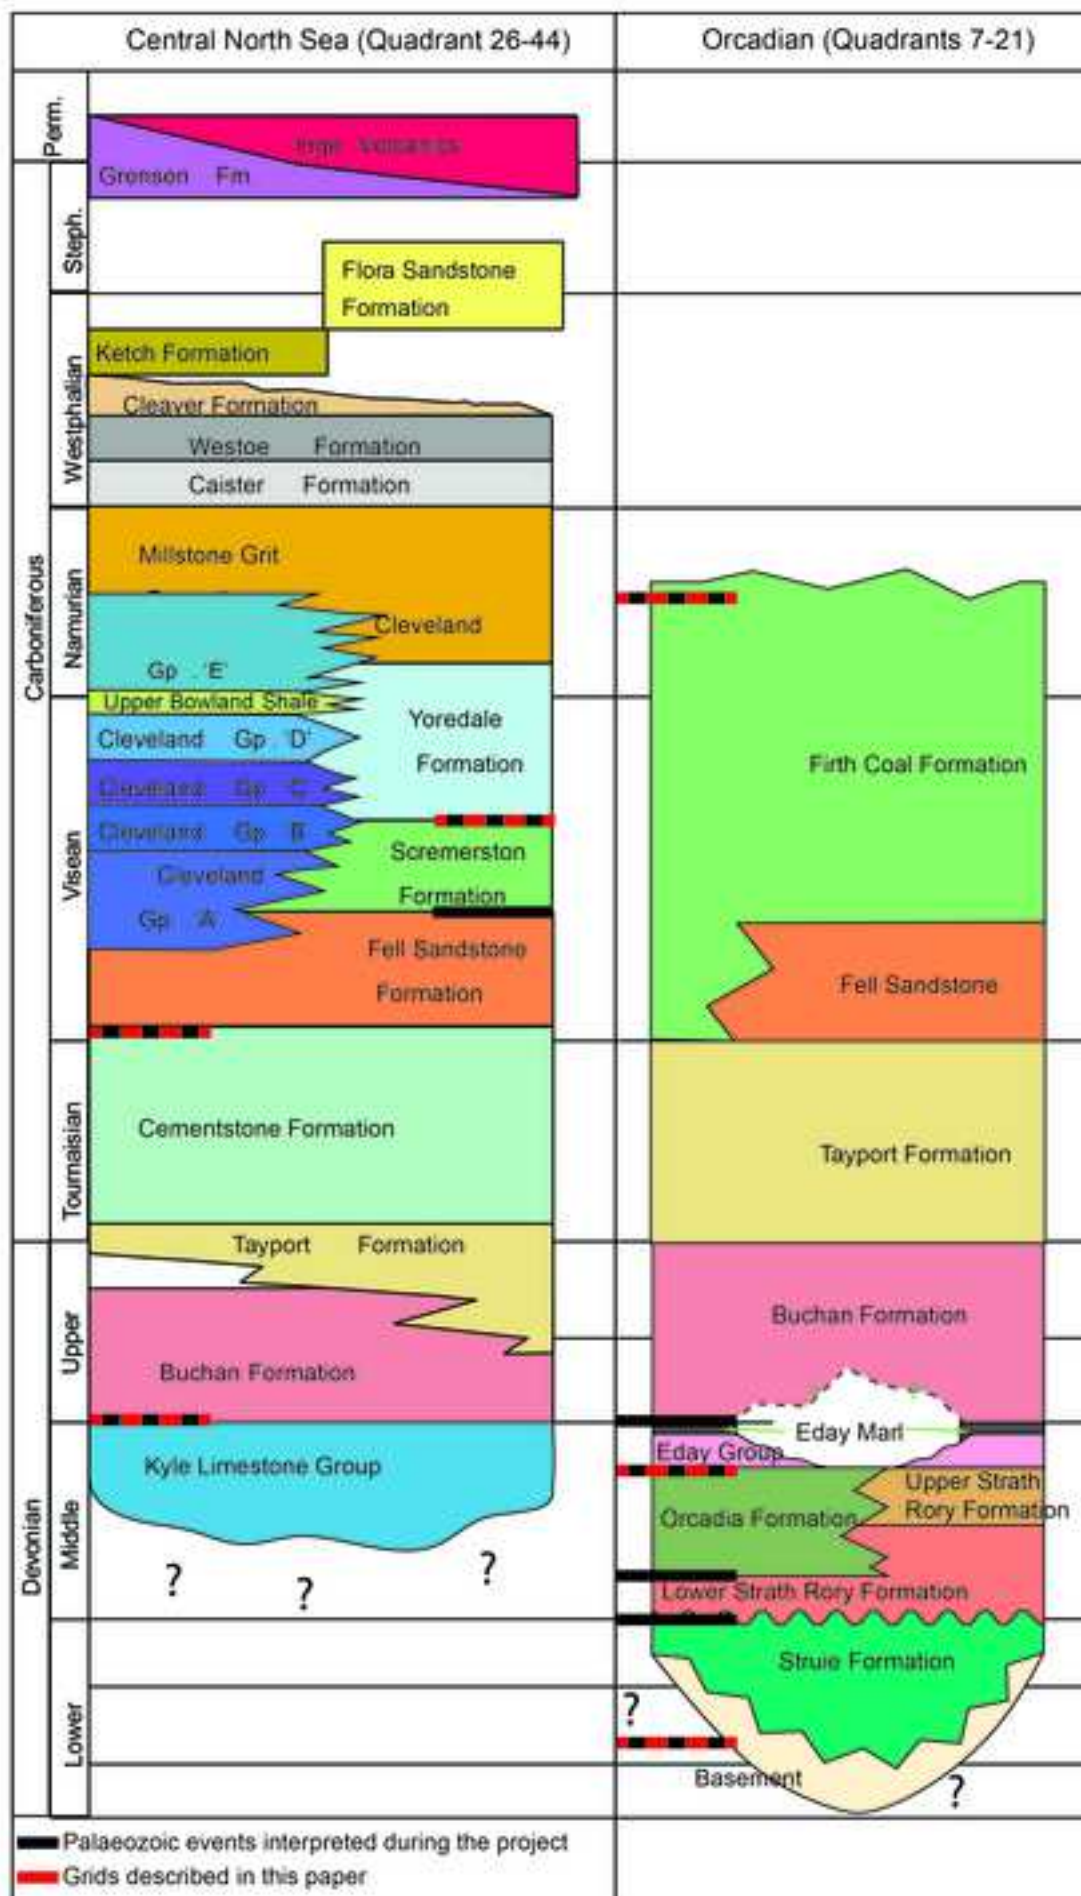 Central North Sea (Quadrant 26-44)
Orcadian (Quadrants 7-21)
Perm.
Steph.
Westphalian
Namurian
Visean
Tournaisian
Upper
Middle
Lower
Carboniferous
Devonian
Inge Volcanics
Grensen Fm
Flora Sandstone
Formation
Ketch Formation
Cleaver Formation
Westoe Formation
Caister Formation
Millstone Grit
Cleveland
Gp . 'E'
Upper Bowland Shale
Cleveland Gp . 'D'
Cleveland Gp . C
Cleveland Gp . B
Cleveland
Gp . 'A'
Yoredale
Formation
Scremerston
Formation
Fell Sandstone
Formation
Cementstone Formation
Tayport Formation
Buchan Formation
Kyle Limestone Group
?
?
?
Firth Coal Formation
Fell Sandstone
Tayport Formation
Buchan Formation
Eday Marl
Eday Group
Upper Strath
Rory Formation
Orcadia Formation
Lower Strath Rory Formation
Struie Formation
?
Basement
?
Palaeozoic events interpreted during the project
Grids described in this paper